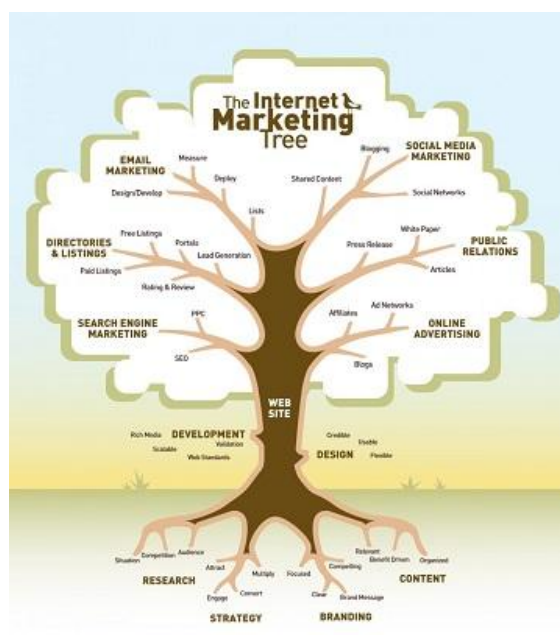 The Internet
Marketing
Tree
EMAIL
MARKETING
Measure
Deploy
Design/Develop
Lists
SOCIAL MEDIA
MARKETING
Blogging
Shared Content
Social Networks
DIRECTORIES
& LISTINGS
Free Listings
Portals
Lead Generation
Paid Listings
Rating & Review
PUBLIC
RELATIONS
White Paper
Press Release
Articles
SEARCH ENGINE
MARKETING
PPC
SEO
ONLINE
ADVERTISING
Affiliates
Ad Networks
Blogs
WEB
SITE
DEVELOPMENT
Rich Media
Validation
Scalable
Web Standards
DESIGN
Credible
Usable
Flexible
RESEARCH
Situation
Competition
Audience
STRATEGY
Attract
Engage
Convert
Multiply
BRANDING
Focused
Clear
Brand Message
Compelling
CONTENT
Relevant
Benefit Driven
Organized